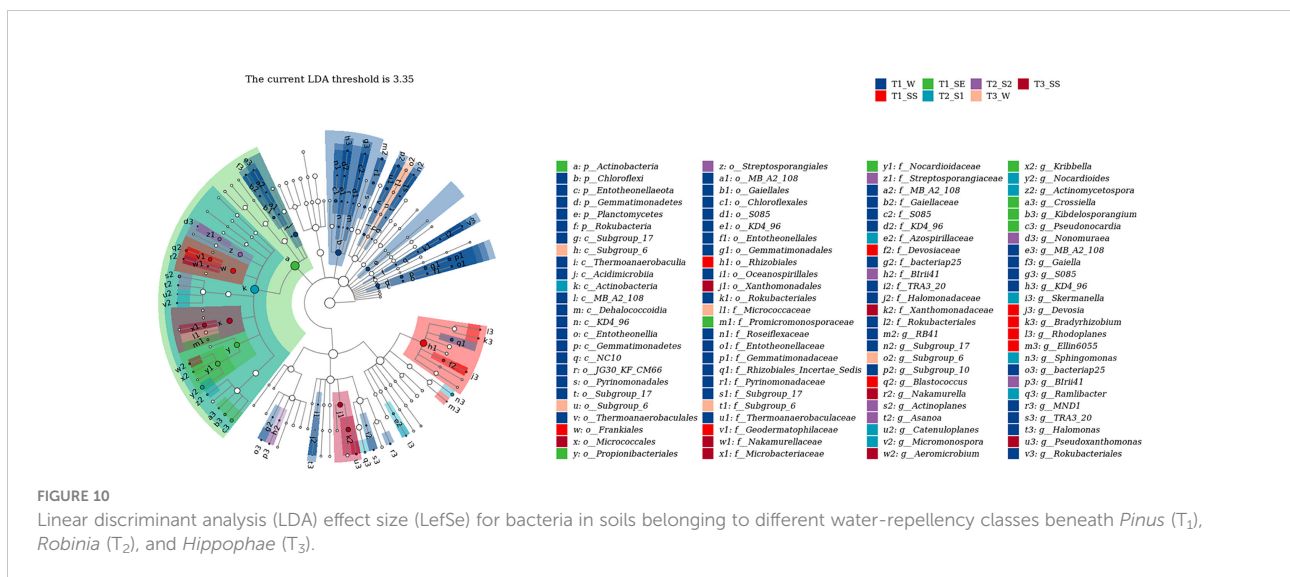 The current LDA threshold is 3.35
T1_W
T1_SE
T2_S2
T3_SS
T1_SS
T2_S1
T3_W
a: p__Actinobacteria
b: p__Chloroflexi
c: p__Entotheonellaeota
d: p__Gemmatimonadetes
e: p__Planctomycetes
f: p__Rokubacteria
g: c__Subgroup_17
h: c__Subgroup_6
i: c__Thermoanaerobaculia
j: c__Acidimicrobiia
k: c__Actinobacteria
l: c__MB_A2_108
m: c__Dehalococcoidia
n: c__KD4_96
o: c__Entotheonellia
p: c__Gemmatimonadetes
q: c__NC10
r: o__JG30_KF_CM66
s: o__Pyrinomonadales
t: o__Subgroup_17
u: o__Subgroup_6
v: o__Thermoanaerobaculales
w: o__Frankiales
x: o__Micrococcales
y: o__Propionibacteriales
z: o__Streptosporangiales
a1: o__MB_A2_108
b1: o__Gaiellales
c1: o__Chloroflexales
d1: o__S085
e1: o__KD4_96
f1: o__Entotheonellales
g1: o__Gemmatimonadales
h1: o__Rhizobiales
i1: o__Oceanospirillales
j1: o__Xanthomonadales
k1: o__Rokubacteriales
l1: f__Micrococcaceae
m1: f__Promicromonosporaceae
n1: f__Roseiflexaceae
o1: f__Entotheonellaceae
p1: f__Gemmatimonadaceae
q1: f__Rhizobiales_Incertae_Sedis
r1: f__Pyrinomonadaceae
s1: f__Subgroup_17
t1: f__Subgroup_6
u1: f__Thermoanaerobaculaceae
v1: f__Geodermatophilaceae
w1: f__Nakamurellaceae
x1: f__Microbacteriaceae
y1: f__Nocardioidaceae
z1: f__Streptosporangiaceae
a2: f__MB_A2_108
b2: f__Gaiellaceae
c2: f__S085
d2: f__KD4_96
e2: f__Azospirillaceae
f2: f__Devosiaceae
g2: f__bacteriap25
h2: f__BIrii41
i2: f__TRA3_20
j2: f__Halomonadaceae
k2: f__Xanthomonadaceae
l2: f__Rokubacteriales
m2: g__RB41
n2: g__Subgroup_17
o2: g__Subgroup_6
p2: g__Subgroup_10
q2: g__Blastococcus
r2: g__Nakamurella
s2: g__Actinoplanes
t2: g__Asanoa
u2: g__Catenuloplanes
v2: g__Micromonospora
w2: g__Aeromicrobium
x2: g__Kribbella
y2: g__Nocardioides
z2: g__Actinomycetospora
a3: g__Crossiella
b3: g__Kibdelosporangium
c3: g__Pseudonocardia
d3: g__Nonomuraea
e3: g__MB_A2_108
f3: g__Gaiella
g3: g__S085
h3: g__KD4_96
i3: g__Skermanella
j3: g__Devosia
k3: g__Bradyrhizobium
l3: g__Rhodoplanes
m3: g__Ellin6055
n3: g__Sphingomonas
o3: g__bacteriap25
p3: g__BIrii41
q3: g__Ramlibacter
r3: g__MND1
s3: g__TRA3_20
t3: g__Halomonas
u3: g__Pseudoxanthomonas
v3: g__Rokubacteriales
FIGURE 10
Linear discriminant analysis (LDA) effect size (LefSe) for bacteria in soils belonging to different water-repellency classes beneath Pinus (T1),
Robinia (T2), and Hippophae (T3).